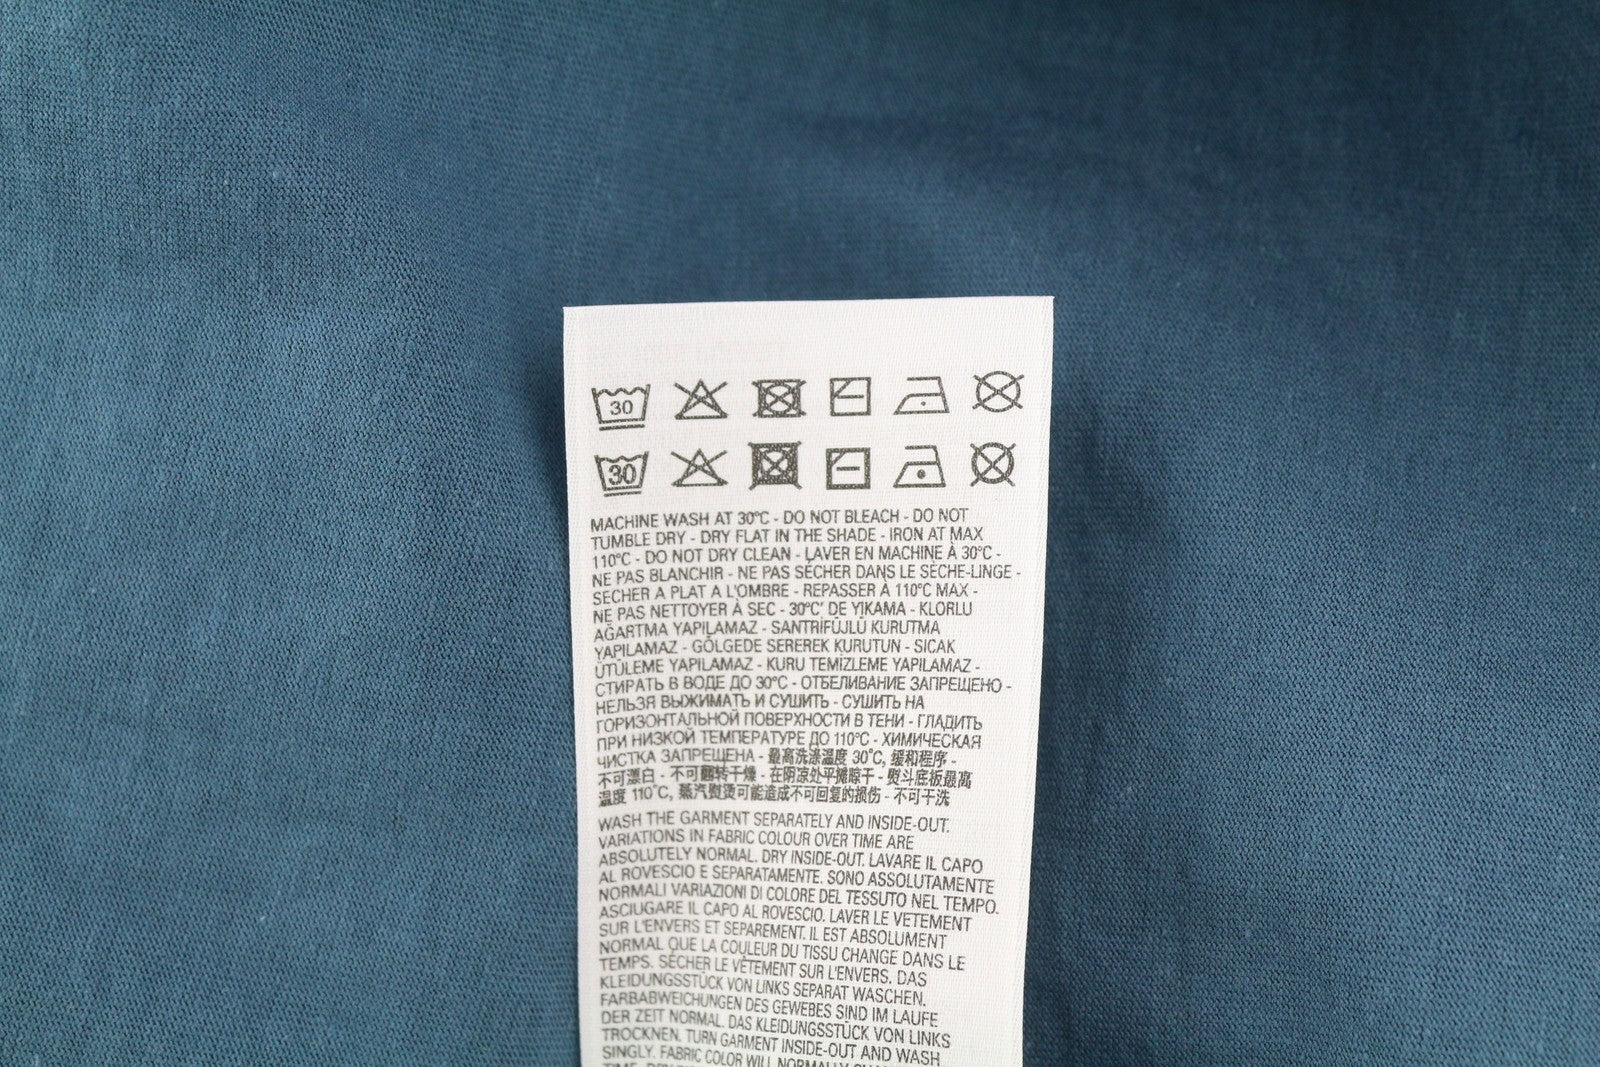 30
30
MACHINE WASH AT 30°C - DO NOT BLEACH - DO NOT
TUMBLE DRY - DRY FLAT IN THE SHADE - IRON AT MAX
110°C - DO NOT DRY CLEAN - LAVER EN MACHINE À 30°C -
NE PAS BLANCHIR - NE PAS SÉCHER DANS LE SÈCHE-LINGE -
SECHER A PLAT A L'OMBRE - REPASSER À 110°C MAX -
NE PAS NETTOYER À SEC - 30°C' DE YIKAMA - KLORLU
AĞARTMA YAPILAMAZ - SANTRİFÜJLÜ KURUTMA
YAPILAMAZ - GÖLGEDE SEREREK KURUTUN - SICAK
ÜTÜLEME YAPILAMAZ - KURU TEMİZLEME YAPILAMAZ -
СТИРАТЬ В ВОДЕ ДО 30°C - ОТБЕЛИВАНИЕ ЗАПРЕЩЕНО -
НЕЛЬЗЯ ВЫЖИМАТЬ И СУШИТЬ - СУШИТЬ НА
ГОРИЗОНТАЛЬНОЙ ПОВЕРХНОСТИ В ТЕНИ - ГЛАДИТЬ
ПРИ НИЗКОЙ ТЕМПЕРАТУРЕ ДО 110°C - ХИМИЧЕСКАЯ
ЧИСТКА ЗАПРЕЩЕНА - 最高洗涤温度 30°C, 缓和程序 -
不可漂白 - 不可翻转干燥 - 在阴凉处平摊晾干 - 熨斗底板最高
温度 110°C, 蒸汽熨烫可能造成不可回复的损伤 - 不可干洗
WASH THE GARMENT SEPARATELY AND INSIDE-OUT.
VARIATIONS IN FABRIC COLOUR OVER TIME ARE
ABSOLUTELY NORMAL. DRY INSIDE-OUT. LAVARE IL CAPO
AL ROVESCIO E SEPARATAMENTE. SONO ASSOLUTAMENTE
NORMALI VARIAZIONI DI COLORE DEL TESSUTO NEL TEMPO.
ASCIUGARE IL CAPO AL ROVESCIO. LAVER LE VETEMENT
SUR L'ENVERS ET SEPAREMENT. IL EST ABSOLUMENT
NORMAL QUE LA COULEUR DU TISSU CHANGE DANS LE
TEMPS. SÉCHER LE VÊTEMENT SUR L'ENVERS. DAS
KLEIDUNGSSTÜCK VON LINKS SEPARAT WASCHEN.
FARBABWEICHUNGEN DES GEWEBES SIND IM LAUFE
DER ZEIT NORMAL. DAS KLEIDUNGSSTÜCK VON LINKS
TROCKNEN. TURN GARMENT INSIDE-OUT AND WASH
SINGLY. FABRIC COLOR WILL NORMALLY